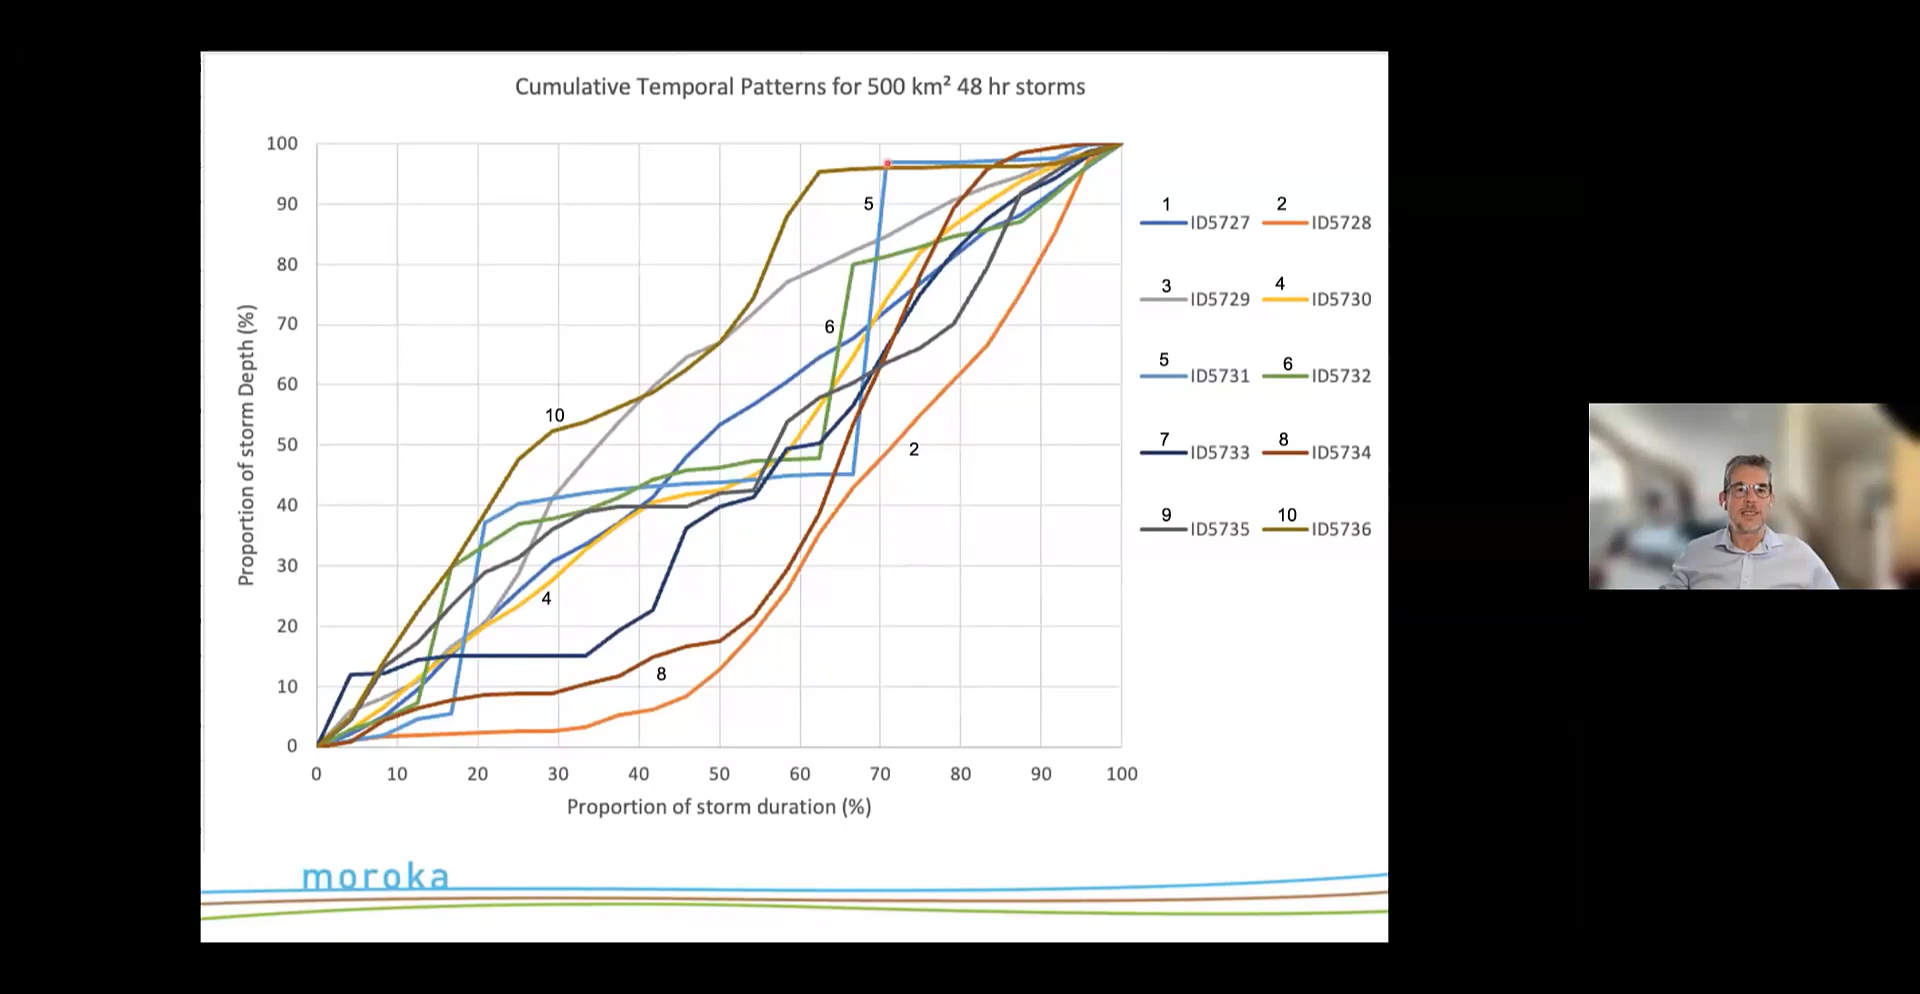 Cumulative Temporal Patterns for 500 km² 48 hr storms
Proportion of storm Depth (%)
100
90
80
70
60
50
40
30
20
10
0
5
6
10
2
4
8
0 10 20 30 40 50 60 70 80 90 100
Proportion of storm duration (%)
1 2
ID5727 ID5728
3 4
ID5729 ID5730
5 6
ID5731 ID5732
7 8
ID5733 ID5734
9 10
ID5735 ID5736
moroka